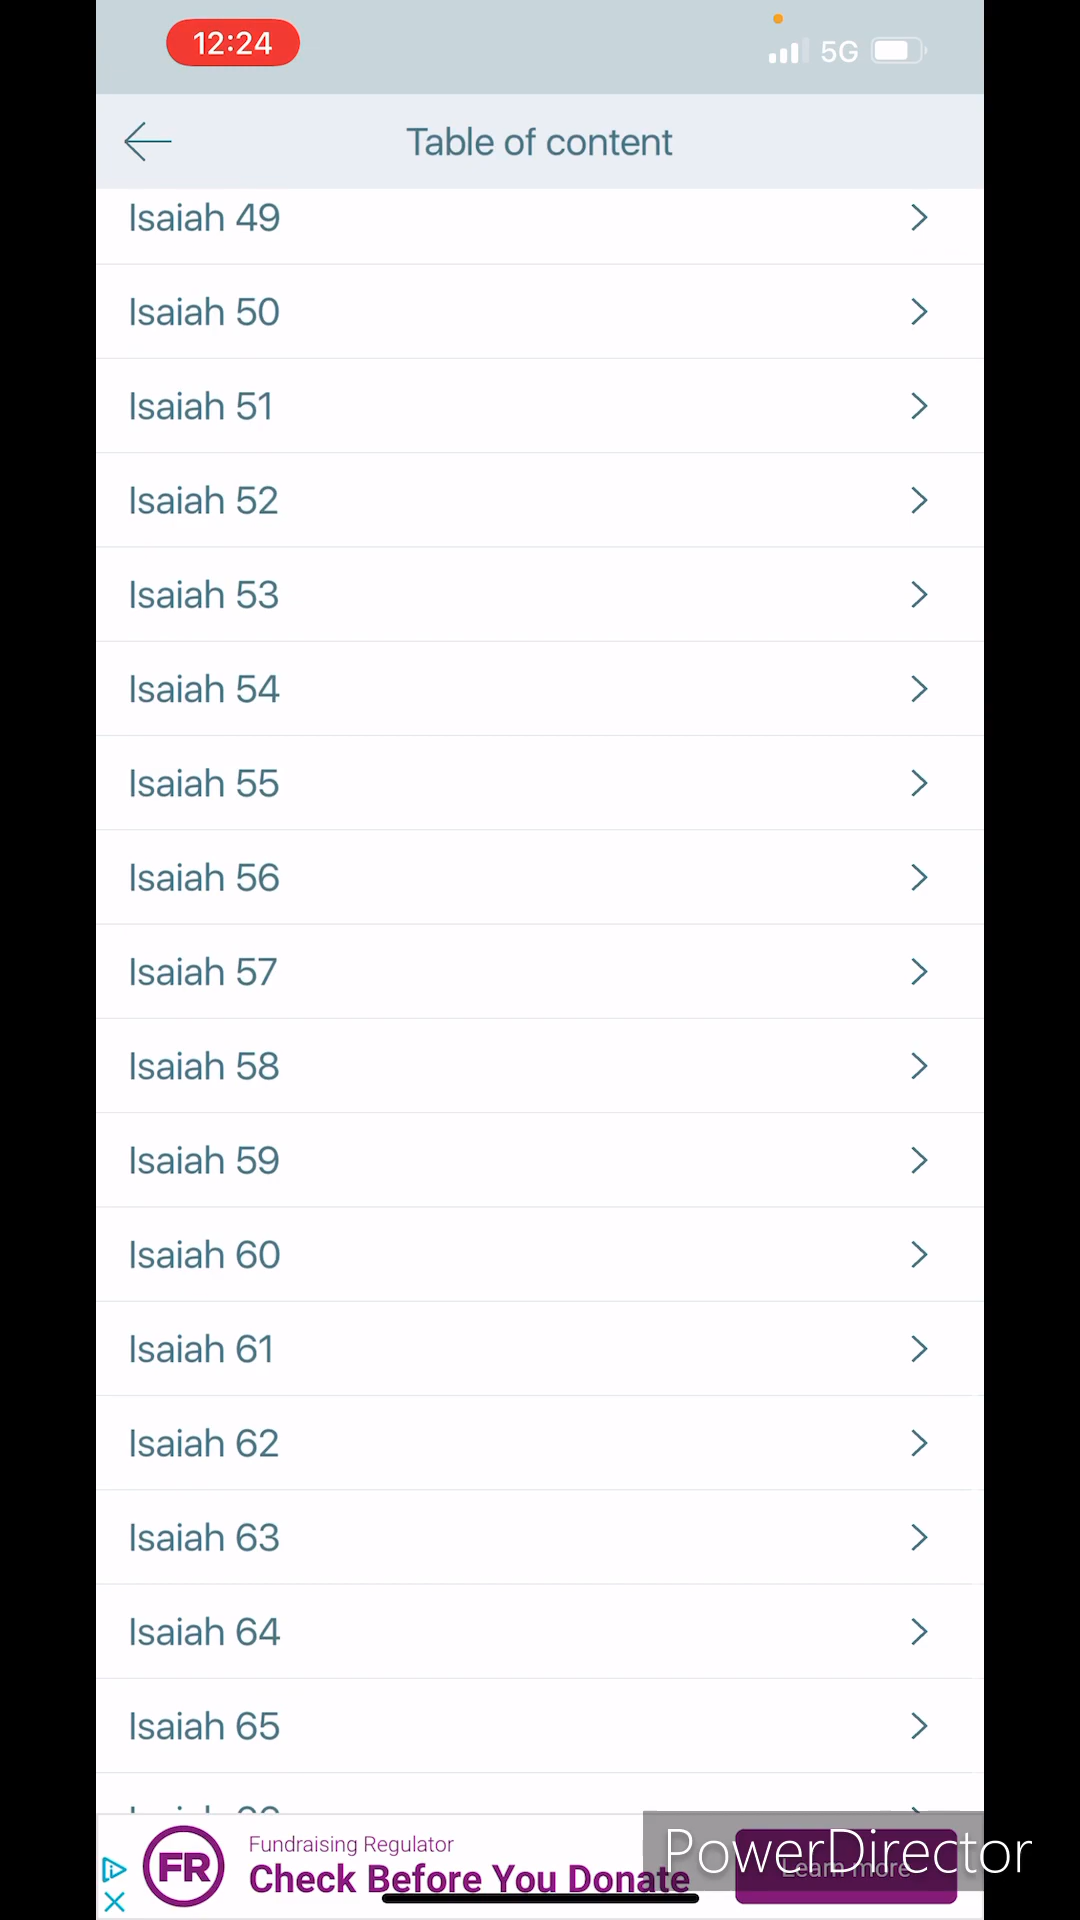 12:24
5G
Table of content
Isaiah 49
Isaiah 50
Isaiah 51
Isaiah 52
Isaiah 53
Isaiah 54
Isaiah 55
Isaiah 56
Isaiah 57
Isaiah 58
Isaiah 59
Isaiah 60
Isaiah 61
Isaiah 62
Isaiah 63
Isaiah 64
Isaiah 65
FR
Fundraising Regulator
Check Before You Donate
Learn more
PowerDirector